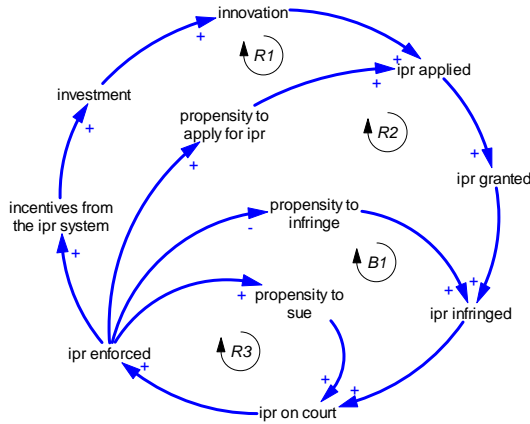 innovation
+
R1
ipr applied
+
+
investment
+
propensity to
apply for ipr
+
R2
+
ipr granted
incentives from
the ipr system
+
propensity to
infringe
-
B1
+
+
ipr infringed
+
propensity to
sue
ipr enforced
+
R3
+
+
ipr on court